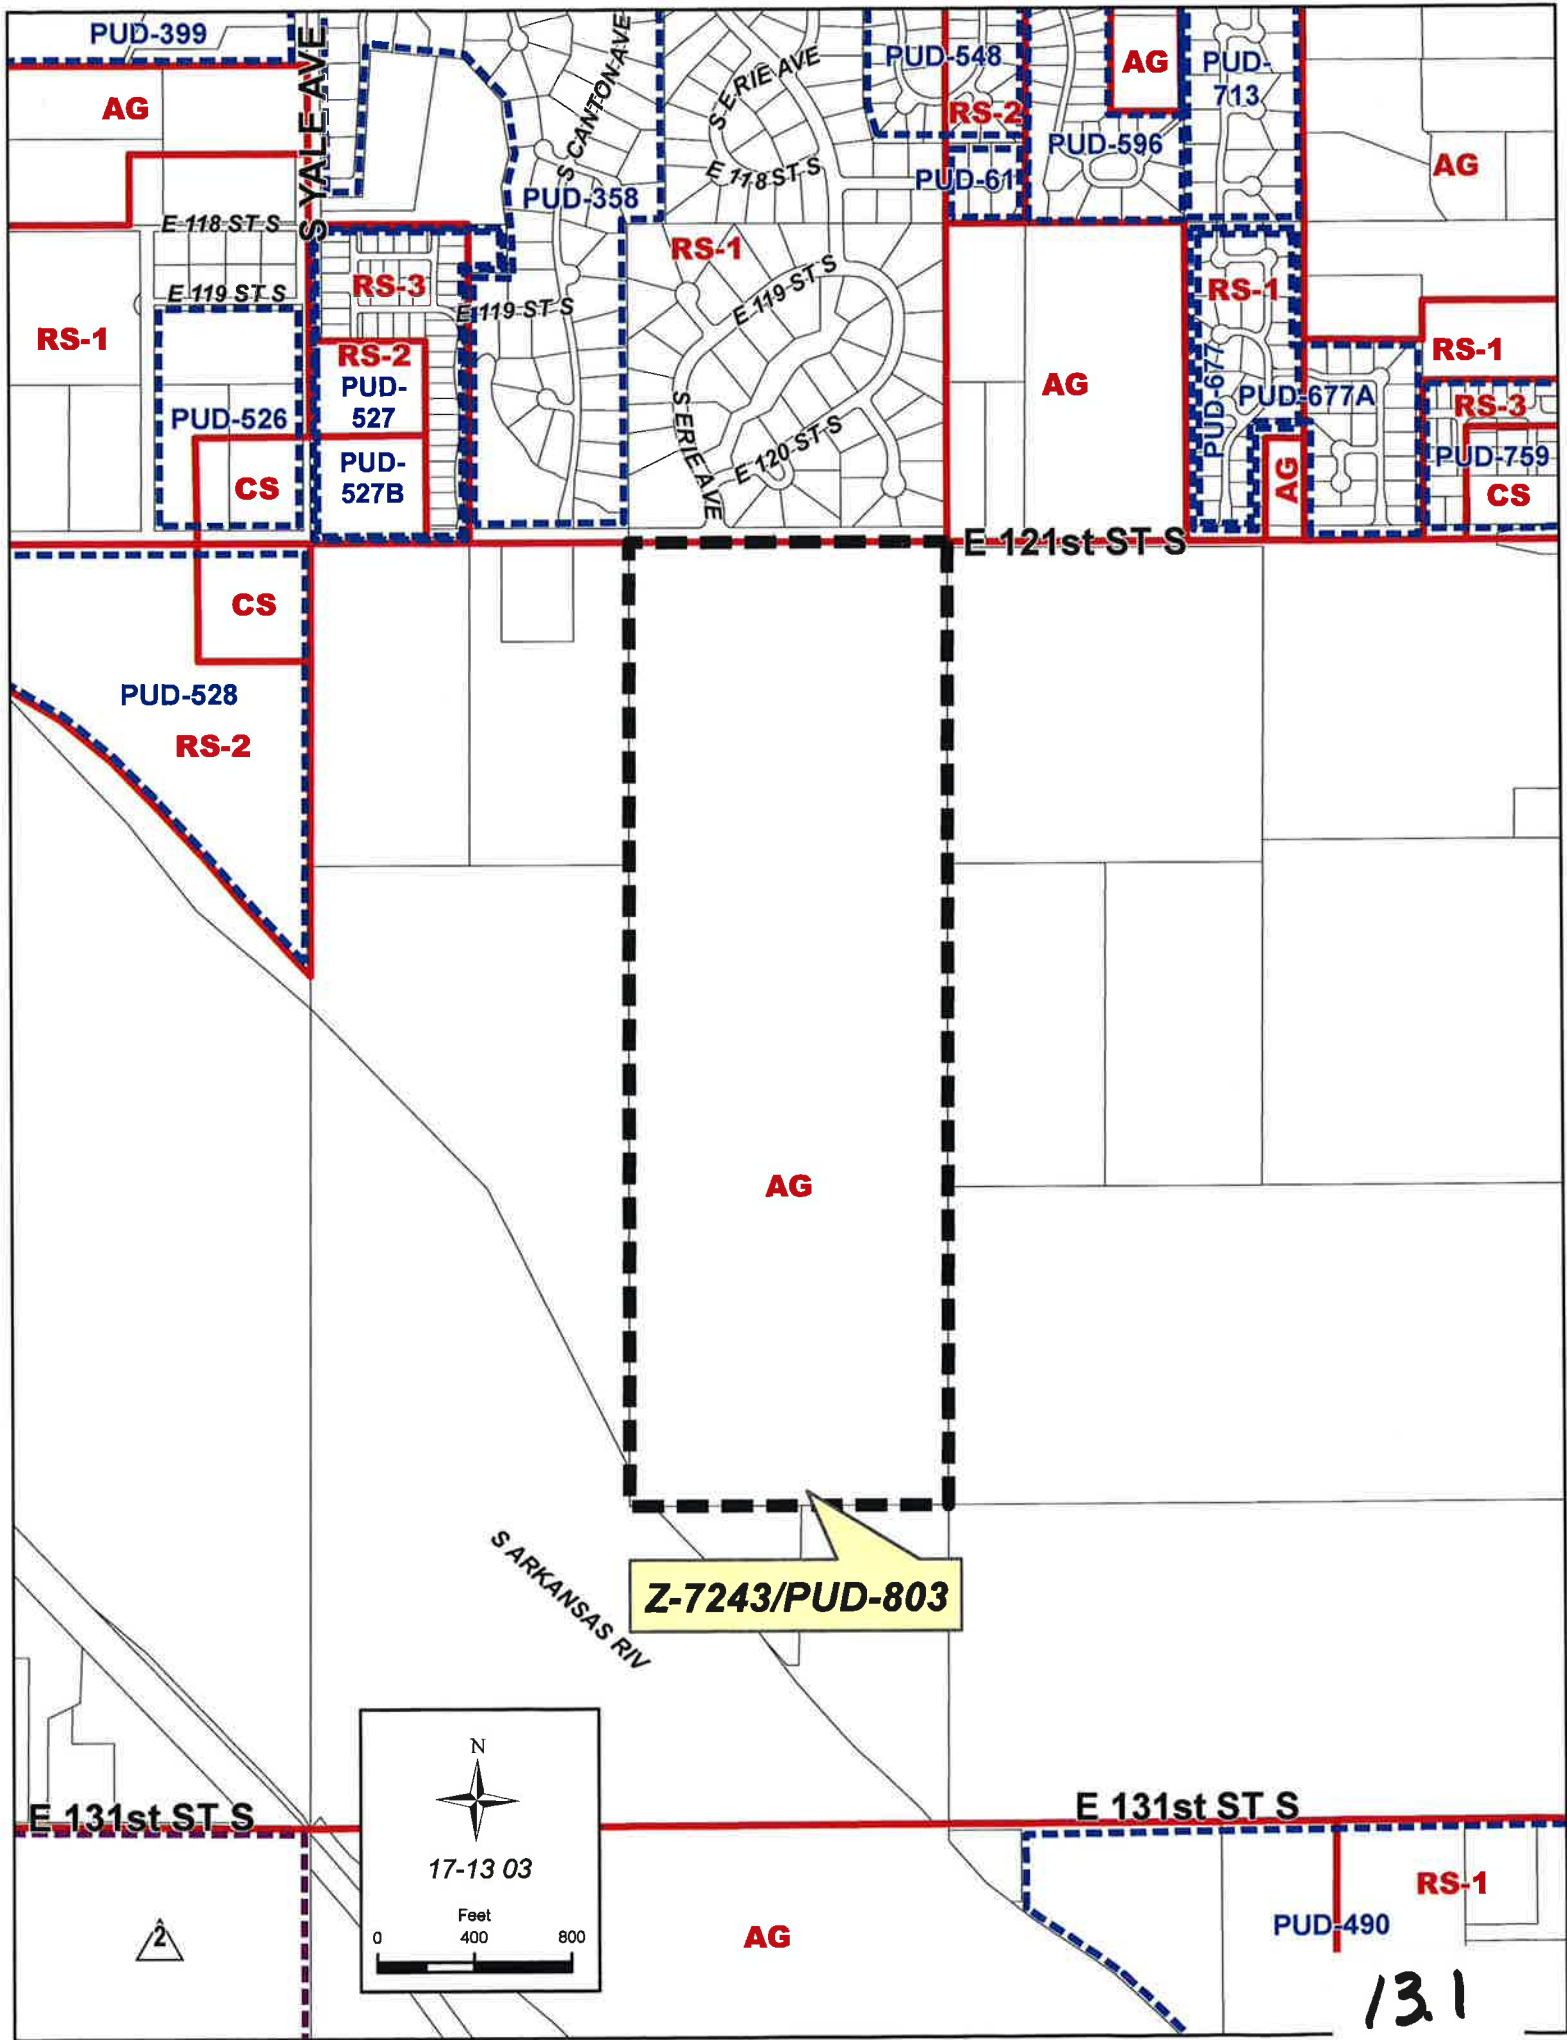 PUD-399
AG
S YALE AVE
S CANTON AVE
S ERIE AVE
PUD-548
RS-2
AG
PUD-
713
PUD-596
AG
E 118 ST S
PUD-61
PUD-358
E 118 ST S
RS-1
RS-3
E 119 ST S
E 119 ST S
E 119 ST S
RS-1
RS-1
RS-2
PUD-
527
PUD-526
PUD-
527B
CS
S ERIE AVE
E 120 ST S
AG
PUD-677
PUD-677A
AG
RS-1
RS-3
PUD-759
CS
E 121st ST S
CS
PUD-528
RS-2
AG
Z-7243/PUD-803
S ARKANSAS RIV
E 131st ST S
E 131st ST S
N
17-13 03
Feet
0 400 800
2
AG
RS-1
PUD-490
13.1